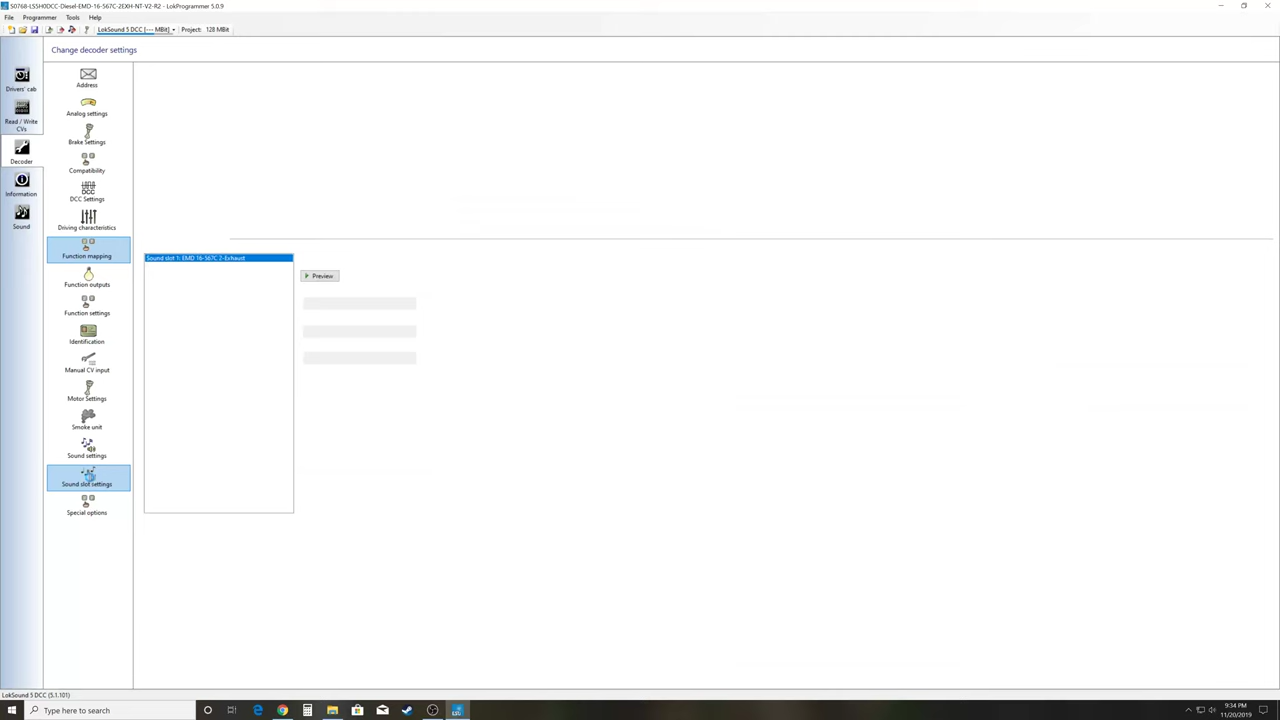 S0768-LS5H0DCC-Diesel-EMD-16-567C-2EXH-NT-V2-R2 - LokProgrammer 5.0.9
File Programmer Tools Help
LokSound 5 DCC [--- MBit] Project: 128 MBit
Change decoder settings
Drivers' cab
Read / Write
CVs
Decoder
Information
Sound
Address
Analog settings
Brake Settings
Compatibility
DCC
DCC Settings
Driving characteristics
Function mapping
Function outputs
Function settings
Identification
Manual CV input
Motor Settings
Smoke unit
Sound settings
Sound slot settings
Special options
Sound slot 1: EMD 16-567C 2-Exhaust
Preview
LokSound 5 DCC (5.1.101)
Type here to search
9:34 PM
11/20/2019